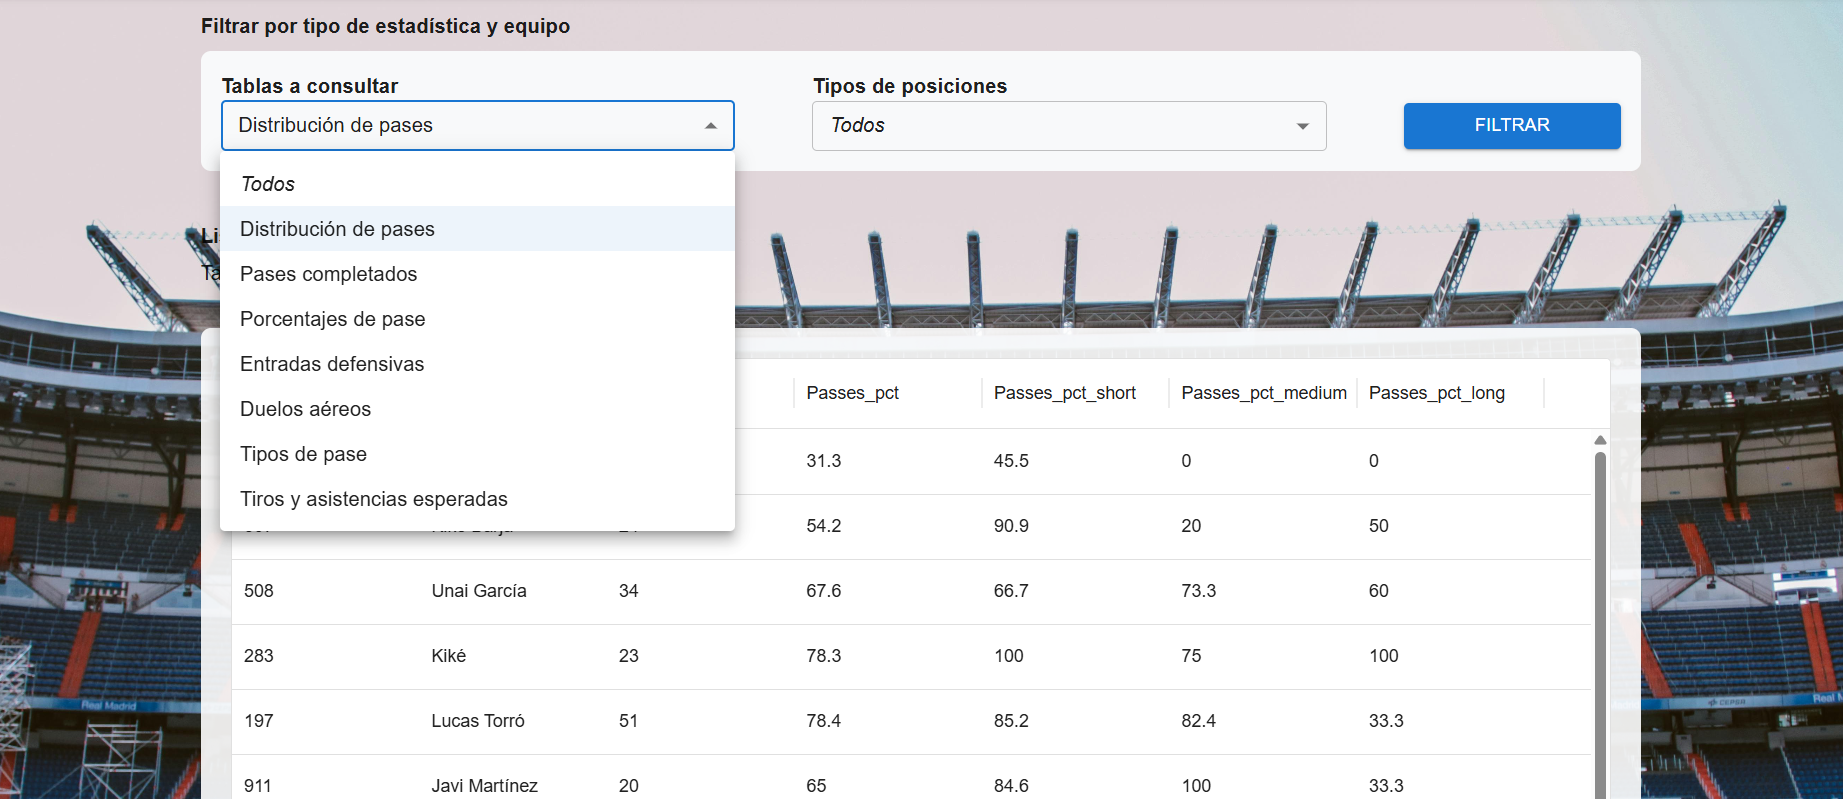 Filtrar por tipo de estadística y equipo
Tablas a consultar
Tipos de posiciones
Distribución de pases
Todos
FILTRAR
Todos
Distribución de pases
Pases completados
Porcentajes de pase
Entradas defensivas
Duelos aéreos
Tipos de pase
Tiros y asistencias esperadas
Passes_pct Passes_pct_short Passes_pct_medium Passes_pct_long
31.3 45.5 0 0
54.2 90.9 20 50
508 Unai García 34 67.6 66.7 73.3 60
283 Kiké 23 78.3 100 75 100
197 Lucas Torró 51 78.4 85.2 82.4 33.3
911 Javi Martínez 20 65 84.6 100 33.3
Real Madrid
CEPSA
Real M